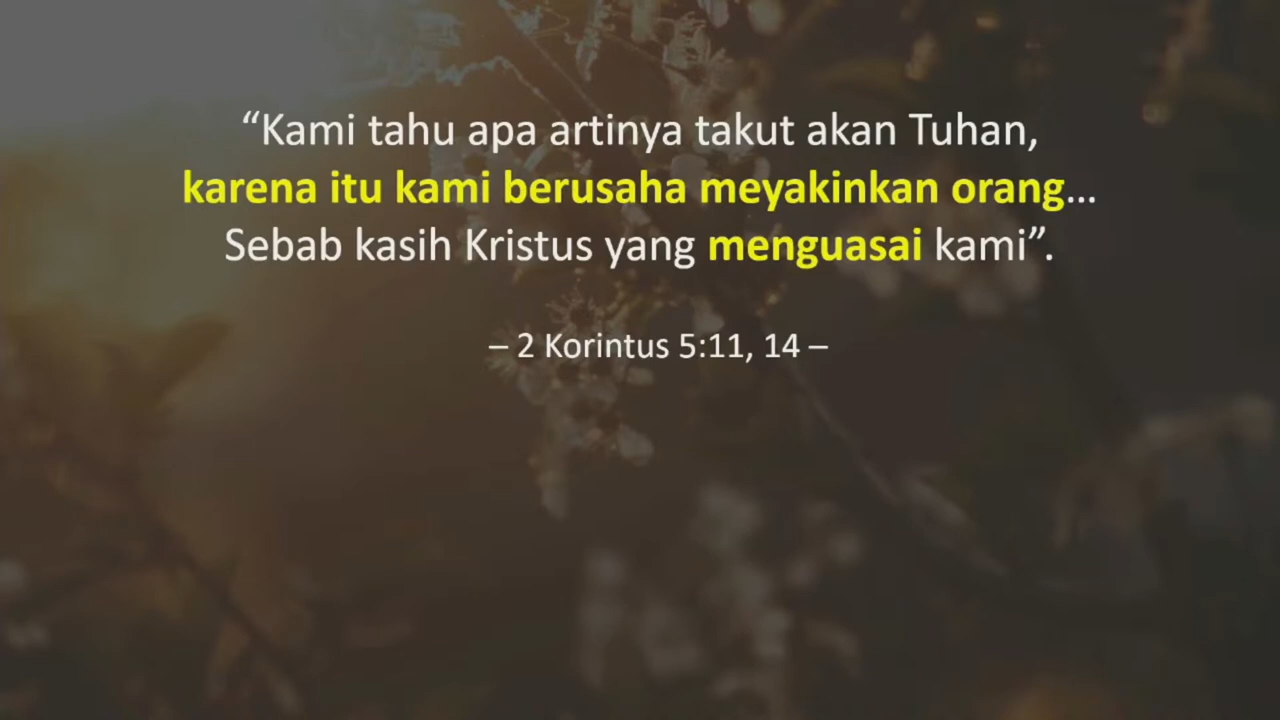 “Kami tahu apa artinya takut akan Tuhan,
karena itu kami berusaha meyakinkan orang...
Sebab kasih Kristus yang menguasai kami”.
– 2 Korintus 5:11, 14 –